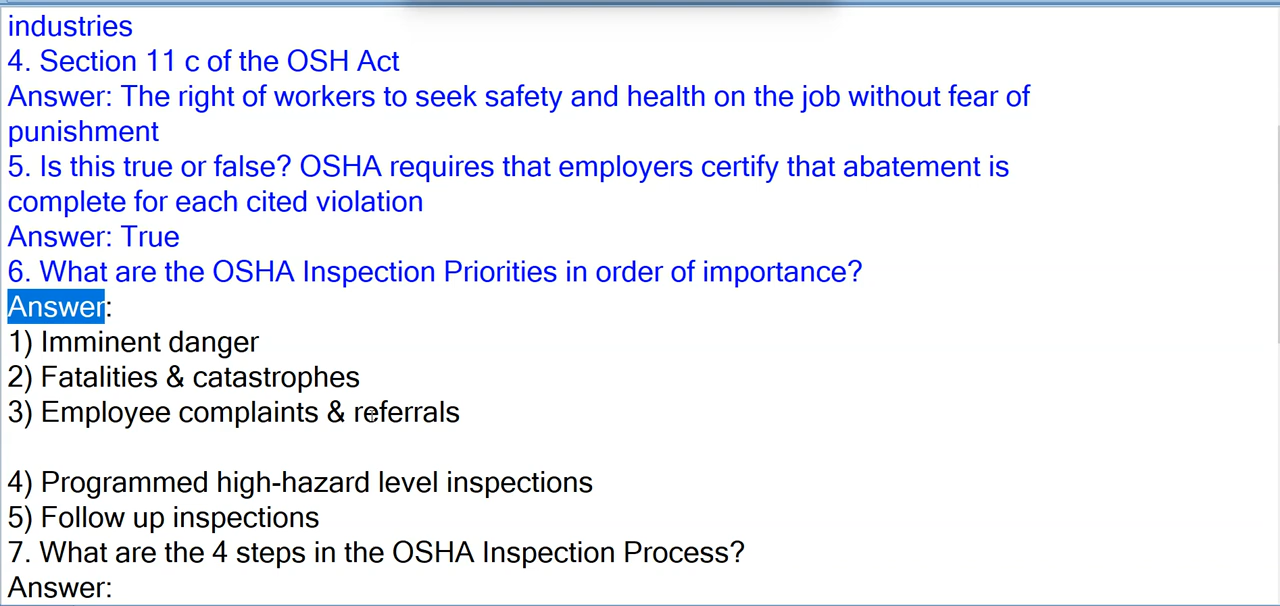 industries
4. Section 11 c of the OSH Act
Answer: The right of workers to seek safety and health on the job without fear of
punishment
5. Is this true or false? OSHA requires that employers certify that abatement is
complete for each cited violation
Answer: True
6. What are the OSHA Inspection Priorities in order of importance?
Answer:
1) Imminent danger
2) Fatalities & catastrophes
3) Employee complaints & referrals
4) Programmed high-hazard level inspections
5) Follow up inspections
7. What are the 4 steps in the OSHA Inspection Process?
Answer: